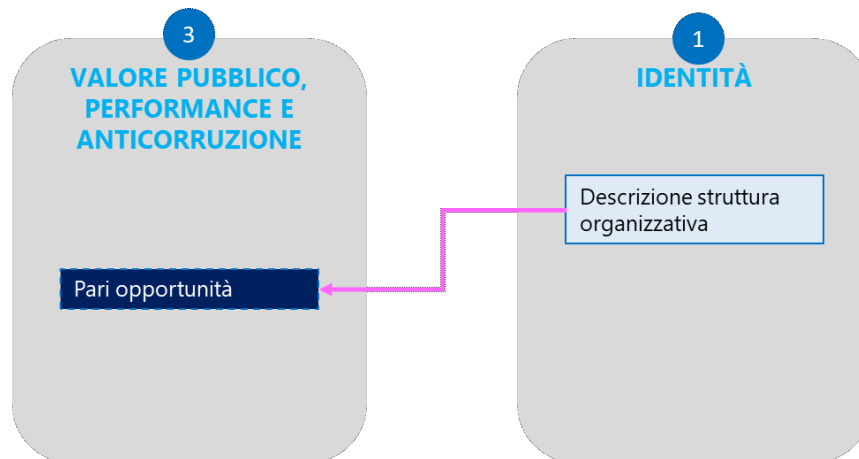 3
VALORE PUBBLICO,
PERFORMANCE E
ANTICORRUZIONE
Pari opportunità
1
IDENTITÀ
Descrizione struttura
organizzativa